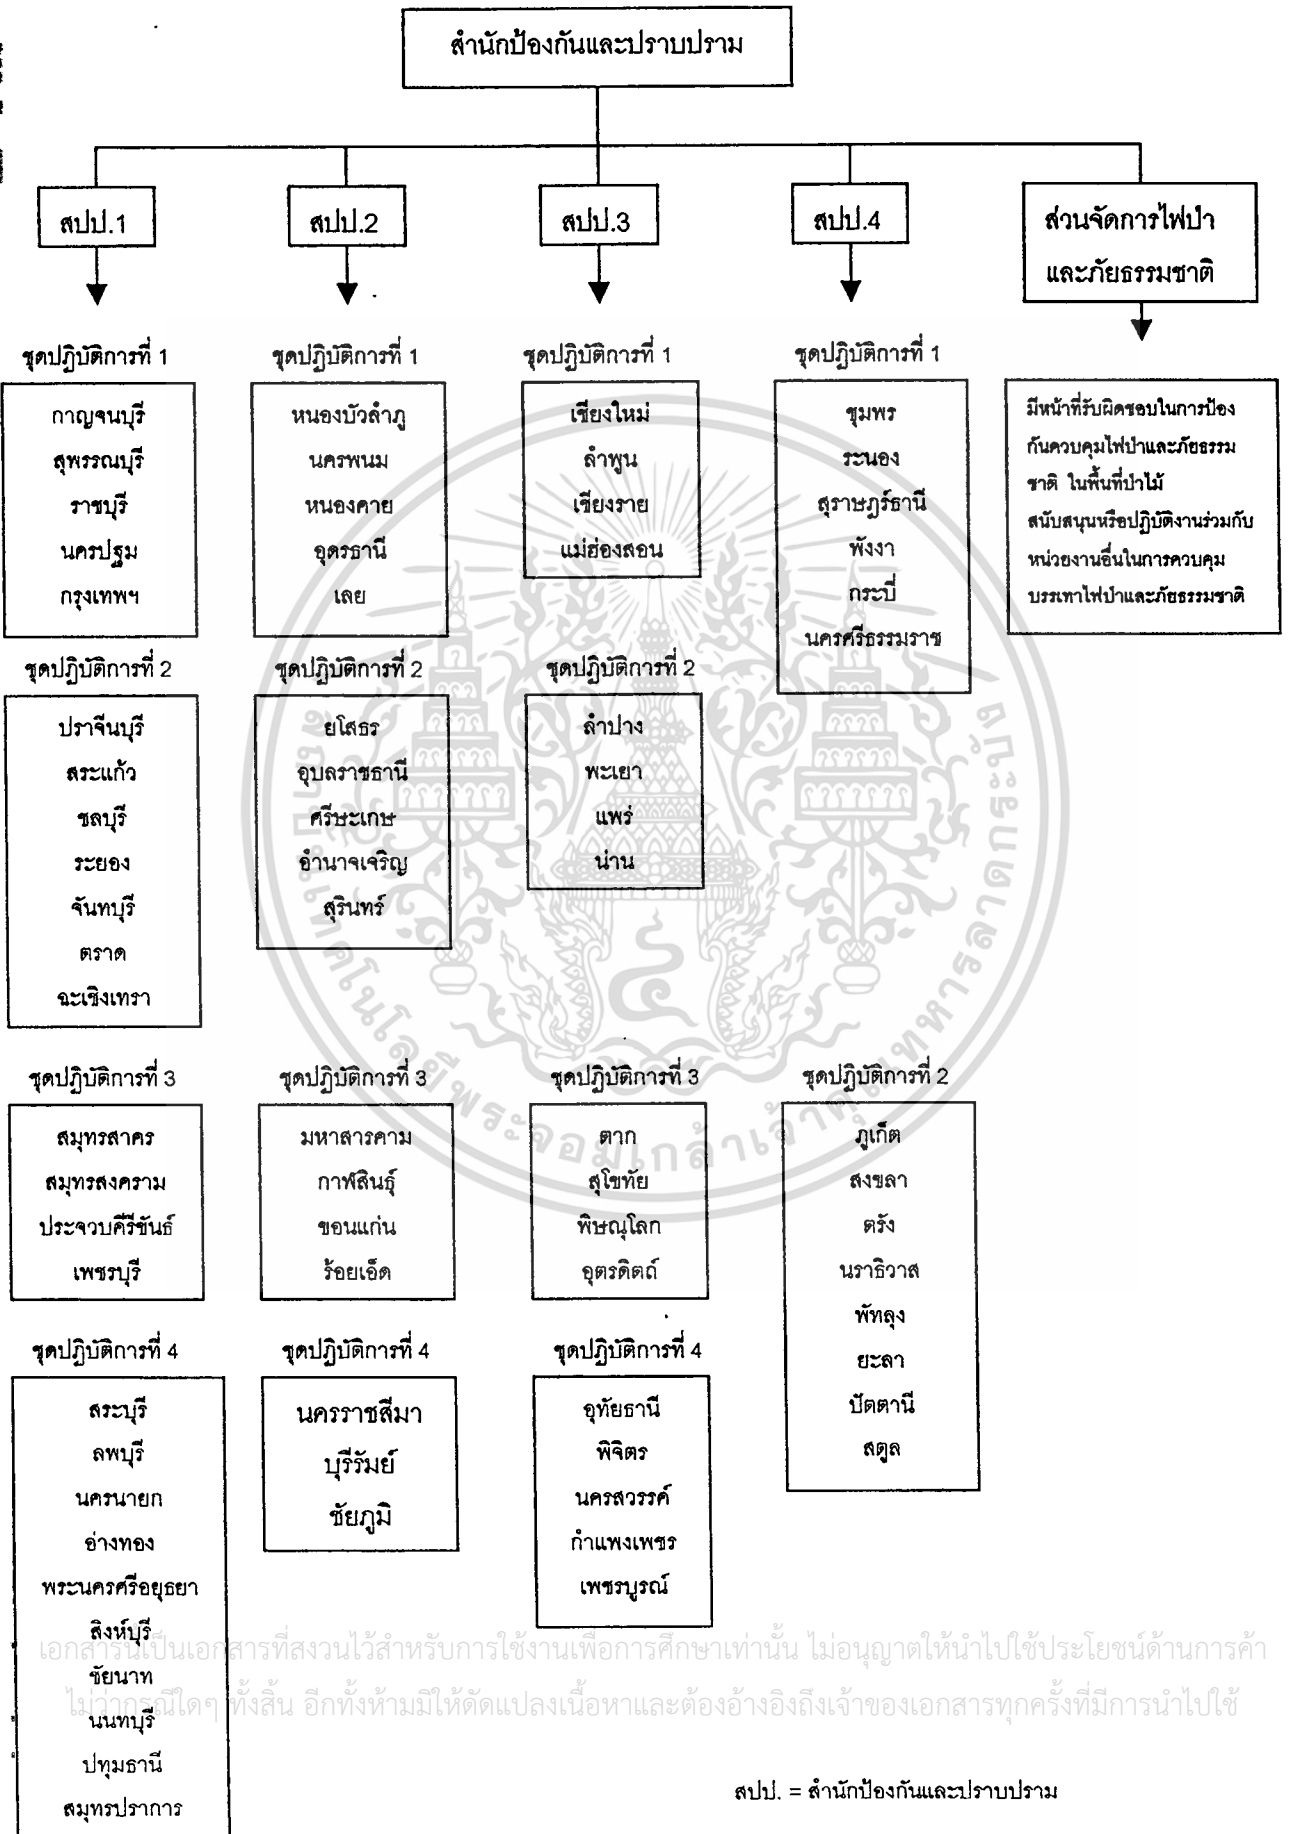 สำนักป้องกันและปราบปราม
สปป.1
สปป.2
สปป.3
สปป.4
ส่วนจัดการไฟป่า
และภัยธรรมชาติ
ชุดปฏิบัติการที่ 1
กาญจนบุรี
สุพรรณบุรี
ราชบุรี
นครปฐม
กรุงเทพฯ
ชุดปฏิบัติการที่ 2
ปราจีนบุรี
สระแก้ว
ชลบุรี
ระยอง
จันทบุรี
ตราด
ฉะเชิงเทรา
ชุดปฏิบัติการที่ 3
สมุทรสาคร
สมุทรสงคราม
ประจวบคีรีขันธ์
เพชรบุรี
ชุดปฏิบัติการที่ 4
สระบุรี
ลพบุรี
นครนายก
อ่างทอง
พระนครศรีอยุธยา
สิงห์บุรี
ชัยนาท
นนทบุรี
ปทุมธานี
สมุทรปราการ
ชุดปฏิบัติการที่ 1
หนองบัวลำภู
นครพนม
หนองคาย
อุดรธานี
เลย
ชุดปฏิบัติการที่ 2
ยโสธร
อุบลราชธานี
ศรีษะเกษ
อำนาจเจริญ
สุรินทร์
ชุดปฏิบัติการที่ 3
มหาสารคาม
กาฬสินธุ์
ขอนแก่น
ร้อยเอ็ด
ชุดปฏิบัติการที่ 4
นครราชสีมา
บุรีรัมย์
ชัยภูมิ
ชุดปฏิบัติการที่ 1
เชียงใหม่
ลำพูน
เชียงราย
แม่ฮ่องสอน
ชุดปฏิบัติการที่ 2
ลำปาง
พะเยา
แพร่
น่าน
ชุดปฏิบัติการที่ 3
ตาก
สุโขทัย
พิษณุโลก
อุตรดิตถ์
ชุดปฏิบัติการที่ 4
อุทัยธานี
พิจิตร
นครสวรรค์
กำแพงเพชร
เพชรบูรณ์
ชุดปฏิบัติการที่ 1
ชุมพร
ระนอง
สุราษฎร์ธานี
พังงา
กระบี่
นครศรีธรรมราช
ชุดปฏิบัติการที่ 2
ภูเก็ต
สงขลา
ตรัง
นราธิวาส
พัทลุง
ยะลา
ปัตตานี
สตูล
มีหน้าที่รับผิดชอบในการป้อง
กันควบคุมไฟป่าและภัยธรรม
ชาติ ในพื้นที่ป่าไม้
สนับสนุนหรือปฏิบัติงานร่วมกับ
หน่วยงานอื่นในการควบคุม
บรรเทาไฟป่าและภัยธรรมชาติ
สถาบันเทคโนโลยีพระจอมเกล้าเจ้าคุณทหารลาดกระบัง
เอกสารนี้เป็นเอกสารที่สงวนไว้สำหรับการใช้งานเพื่อการศึกษาเท่านั้น ไม่อนุญาตให้นำไปใช้ประโยชน์ด้านการค้า
ไม่ว่ากรณีใดๆ ทั้งสิ้น อีกทั้งห้ามมิให้ดัดแปลงเนื้อหาและต้องอ้างอิงถึงเจ้าของเอกสารทุกครั้งที่มีการนำไปใช้
สปป. = สำนักป้องกันและปราบปราม